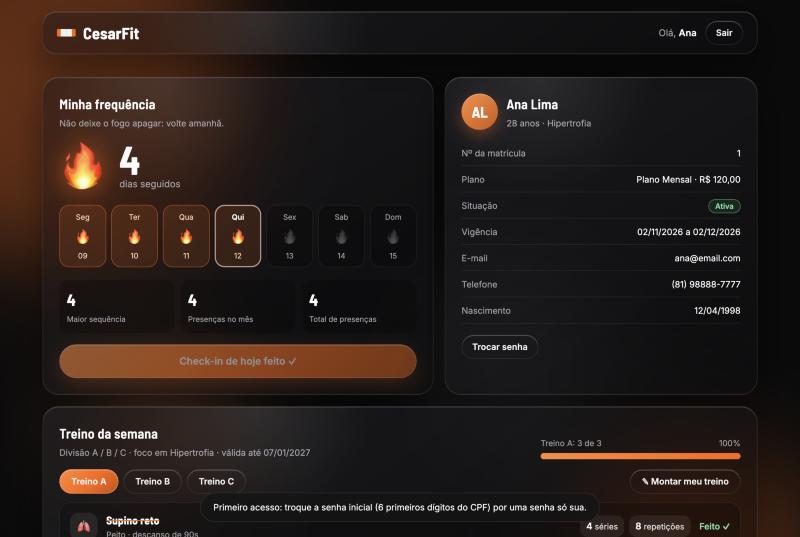 CesarFit
Olá, Ana
Sair
Minha frequência
Não deixe o fogo apagar: volte amanhã.
4
dias seguidos
Seg Ter Qua Qui Sex Sab Dom
09 10 11 12 13 14 15
4 4 4
Maior sequência Presenças no mês Total de presenças
Check-in de hoje feito ✓
AL
Ana Lima
28 anos · Hipertrofia
Nº da matrícula 1
Plano Plano Mensal · R$ 120,00
Situação Ativa
Vigência 02/11/2026 a 02/12/2026
E-mail ana@email.com
Telefone (81) 98888-7777
Nascimento 12/04/1998
Trocar senha
Treino da semana
Divisão A / B / C · foco em Hipertrofia · válida até 07/01/2027
Treino A: 3 de 3 100%
Treino A Treino B Treino C
✎ Montar meu treino
Primeiro acesso: troque a senha inicial (6 primeiros dígitos do CPF) por uma senha só sua.
Supino reto
Peito · descanso de 90s
4 séries 8 repetições Feito ✓